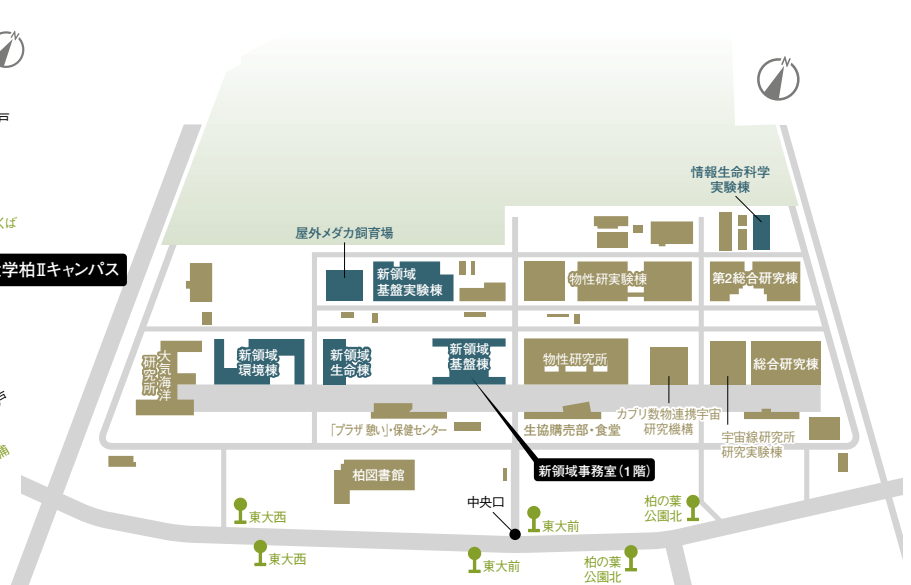 N
N
戸
くば
学柏Ⅱキャンパス
情報生命科学
実験棟
屋外メダカ飼育場
新領域
基盤実験棟
物性研実験棟
第2総合研究棟
大気海洋
研究所
新領域
環境棟
新領域
生命棟
新領域
基盤棟
物性研究所
総合研究棟
「プラザ 憩い」・保健センター
生協購売部・食堂
カブリ数物連携宇宙
研究機構
宇宙線研究所
研究実験棟
柏図書館
新領域事務室（1階）
中央口
東大西
東大西
東大前
東大前
柏の葉
公園北
柏の葉
公園北